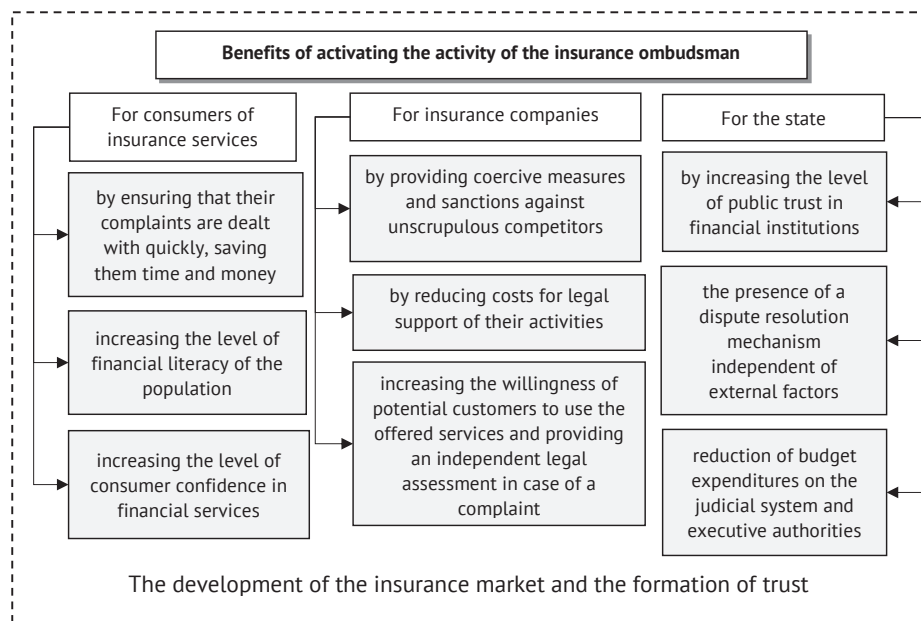 Benefits of activating the activity of the insurance ombudsman
For consumers of
insurance services
by ensuring that their
complaints are dealt
with quickly, saving
them time and money
increasing the level of
financial literacy of the
population
increasing the level of
consumer confidence in
financial services
For insurance companies
by providing coercive measures
and sanctions against
unscrupulous competitors
by reducing costs for legal
support of their activities
increasing the willingness of
potential customers to use the
offered services and providing
an independent legal
assessment in case of a
complaint
For the state
by increasing the level
of public trust in
financial institutions
the presence of a
dispute resolution
mechanism
independent of
external factors
reduction of budget
expenditures on the
judicial system and
executive authorities
The development of the insurance market and the formation of trust